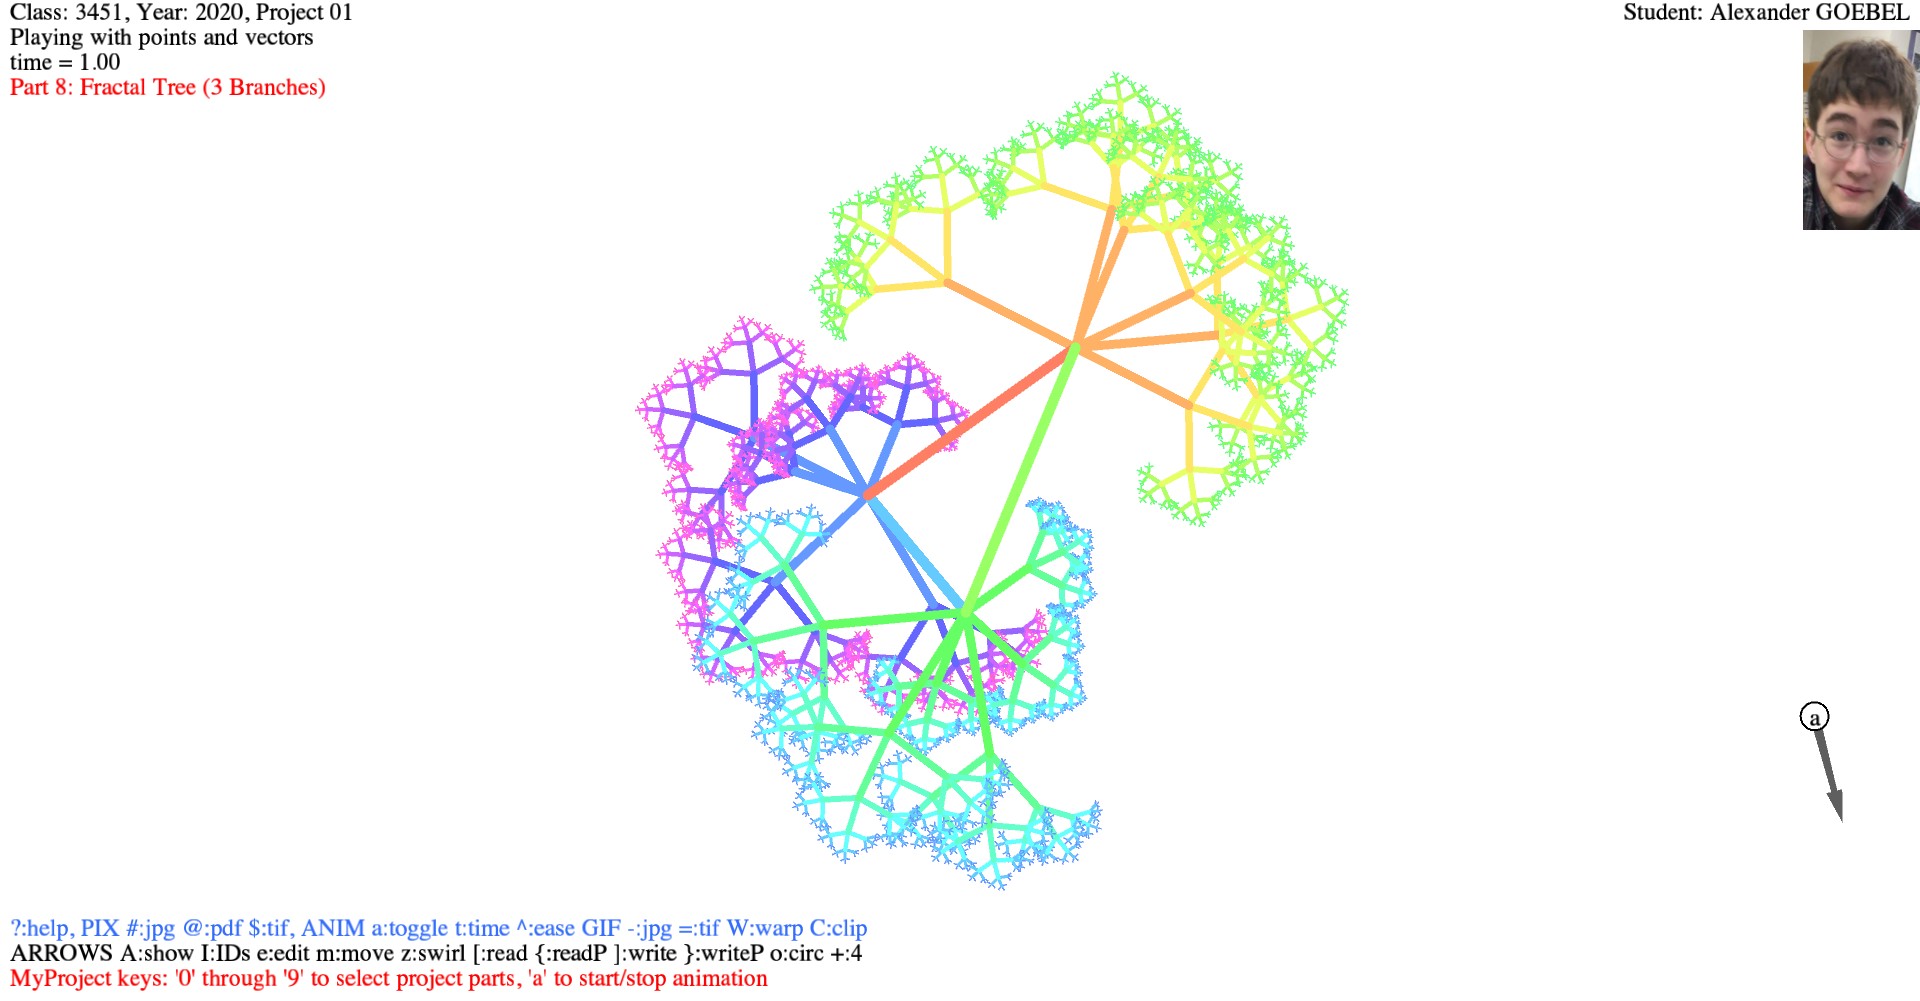 Class: 3451, Year: 2020, Project 01
Student: Alexander GOEBEL
Playing with points and vectors
time = 1.00
Part 8: Fractal Tree (3 Branches)
a
?:help, PIX #:jpg @:pdf $:tif, ANIM a:toggle t:time ^:ease GIF -:jpg =:tif W:warp C:clip
ARROWS A:show I:IDs e:edit m:move z:swirl [:read {:readP ]:write }:writeP o:circ +:4
MyProject keys: '0' through '9' to select project parts, 'a' to start/stop animation